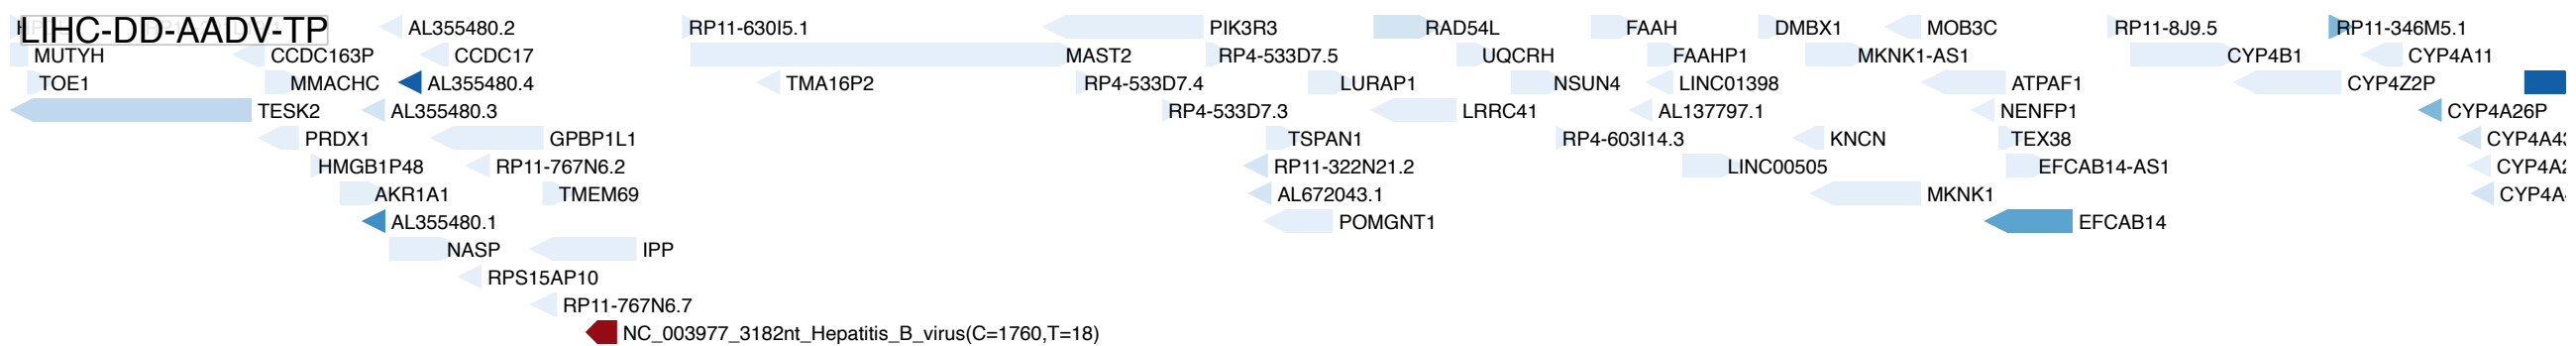 LIHC-DD-AADV-TP
AL355480.2
RP11-630I5.1
PIK3R3
RAD54L
FAAH
DMBX1
MOB3C
RP11-8J9.5
RP11-346M5.1
MUTYH
CCDC163P
CCDC17
MAST2
RP4-533D7.5
UQCRH
FAAHP1
MKNK1-AS1
CYP4B1
CYP4A11
TOE1
MMACHC
AL355480.4
TMA16P2
RP4-533D7.4
LURAP1
NSUN4
LINC01398
ATPAF1
CYP4Z2P
TESK2
AL355480.3
RP4-533D7.3
LRRC41
AL137797.1
NENFP1
CYP4A26P
PRDX1
GPBP1L1
TSPAN1
RP4-603I14.3
KNCN
TEX38
HMGB1P48
RP11-767N6.2
RP11-322N21.2
LINC00505
EFCAB14-AS1
AKR1A1
TMEM69
AL672043.1
MKNK1
AL355480.1
POMGNT1
EFCAB14
NASP
IPP
RPS15AP10
RP11-767N6.7
NC_003977_3182nt_Hepatitis_B_virus(C=1760,T=18)